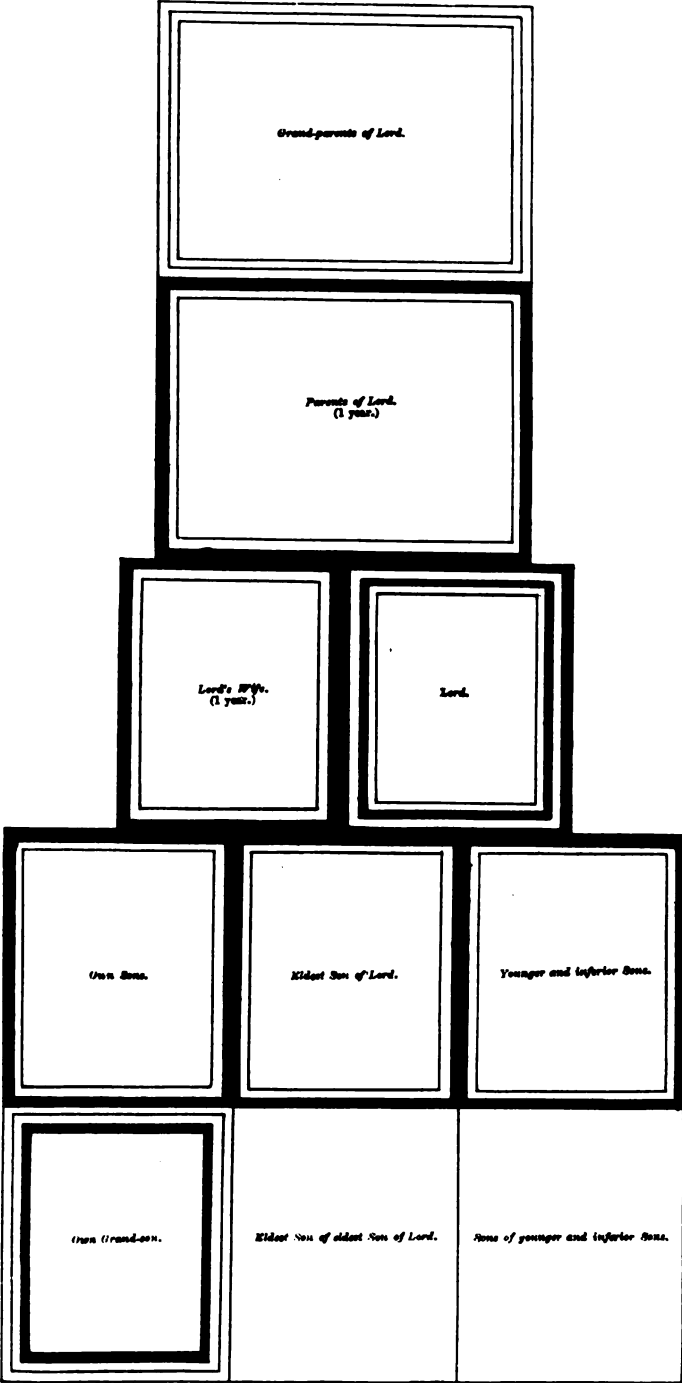 Grand-parents of Lord.
Parents of Lord.
(1 year.)
Lord's Wife.
(1 year.)
Lord.
Own Sons.
Eldest Son of Lord.
Younger and inferior Sons.
Own Grand-son.
Eldest Son of eldest Son of Lord.
Sons of younger and inferior Sons.